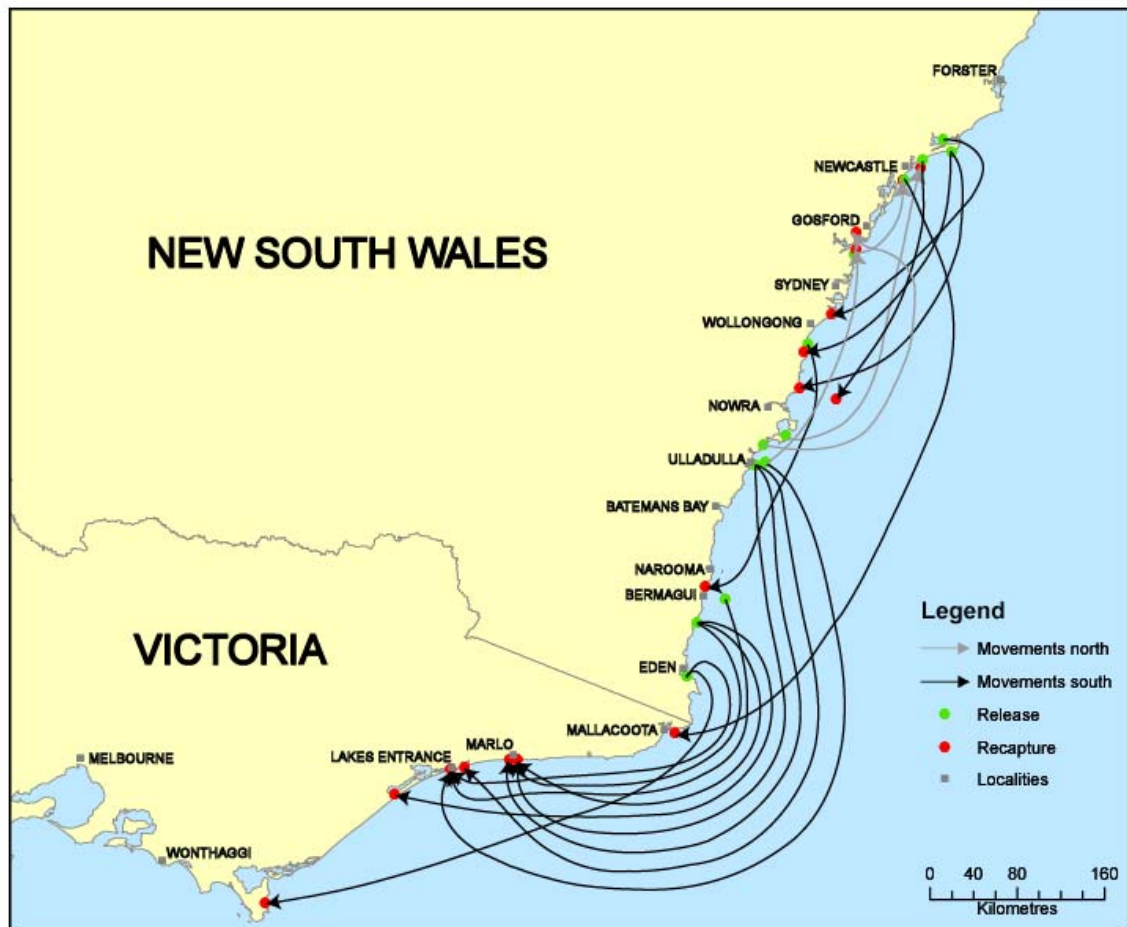 FORSTER
NEWCASTLE
GOSFORD
NEW SOUTH WALES
SYDNEY
WOLLONGONG
NOWRA
ULLADULLA
BATEMANS BAY
NAROOMA
BERMAGUI
VICTORIA
EDEN
MALLACOOTA
MARLO
LAKES ENTRANCE
MELBOURNE
WONTHAGGI
Legend
Movements north
Movements south
Release
Recapture
Localities
0 40 80 160
Kilometres